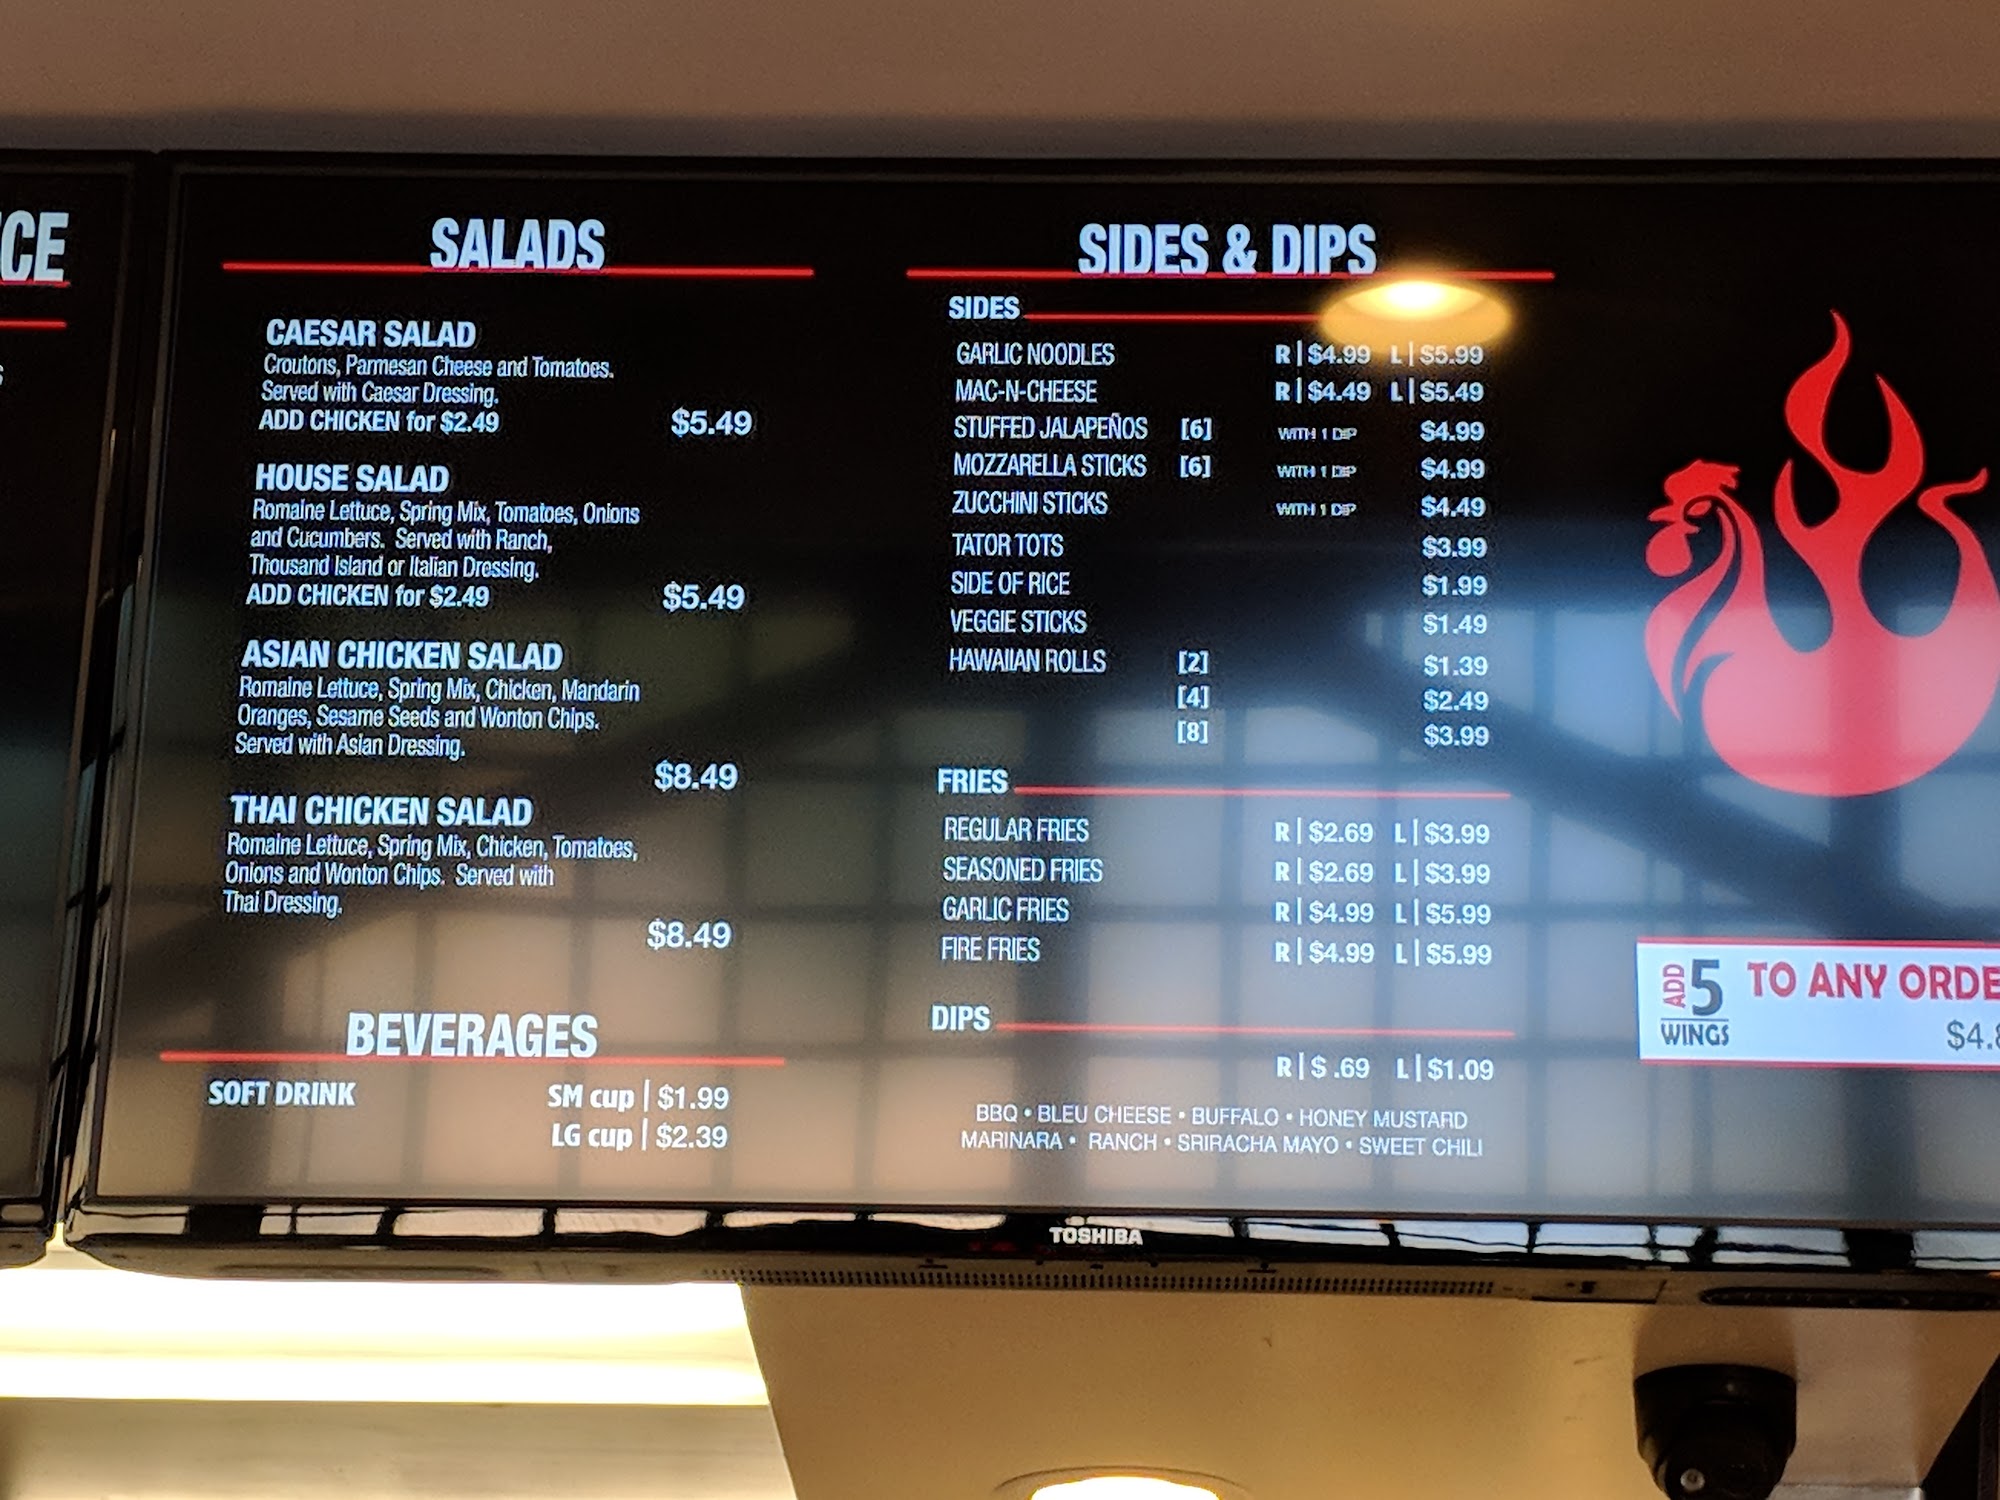 CE
SALADS
CAESAR SALAD
Croutons, Parmesan Cheese and Tomatoes.
Served with Caesar Dressing.
ADD CHICKEN for $2.49 $5.49
HOUSE SALAD
Romaine Lettuce, Spring Mix, Tomatoes, Onions
and Cucumbers. Served with Ranch,
Thousand Island or Italian Dressing.
ADD CHICKEN for $2.49 $5.49
ASIAN CHICKEN SALAD
Romaine Lettuce, Spring Mix, Chicken, Mandarin
Oranges, Sesame Seeds and Wonton Chips.
Served with Asian Dressing.
$8.49
THAI CHICKEN SALAD
Romaine Lettuce, Spring Mix, Chicken, Tomatoes,
Onions and Wonton Chips. Served with
Thai Dressing.
$8.49
BEVERAGES
SOFT DRINK SM cup | $1.99
LG cup | $2.39
SIDES & DIPS
SIDES
GARLIC NOODLES R | $4.99 L | $5.99
MAC-N-CHEESE R | $4.49 L | $5.49
STUFFED JALAPEÑOS [6] WITH 1 DIP $4.99
MOZZARELLA STICKS [6] WITH 1 DIP $4.99
ZUCCHINI STICKS WITH 1 DIP $4.49
TATOR TOTS $3.99
SIDE OF RICE $1.99
VEGGIE STICKS $1.49
HAWAIIAN ROLLS [2] $1.39
[4] $2.49
[8] $3.99
FRIES
REGULAR FRIES R | $2.69 L | $3.99
SEASONED FRIES R | $2.69 L | $3.99
GARLIC FRIES R | $4.99 L | $5.99
FIRE FRIES R | $4.99 L | $5.99
DIPS
R | $ .69 L | $1.09
BBQ • BLEU CHEESE • BUFFALO • HONEY MUSTARD
MARINARA • RANCH • SRIRACHA MAYO • SWEET CHILI
ADD 5 WINGS
TO ANY ORDE
$4.8
TOSHIBA